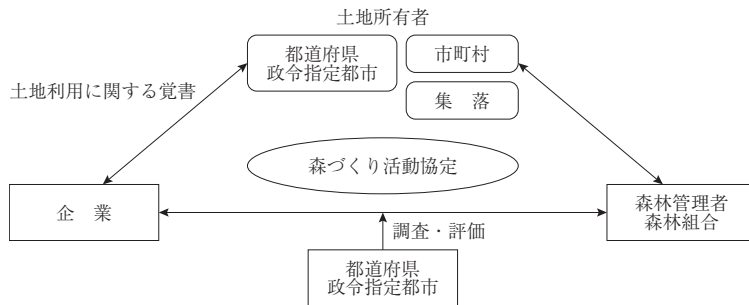 土地所有者
都道府県
政令指定都市
市町村
集　落
土地利用に関する覚書
森づくり活動協定
企　業
森林管理者
森林組合
調査・評価
都道府県
政令指定都市